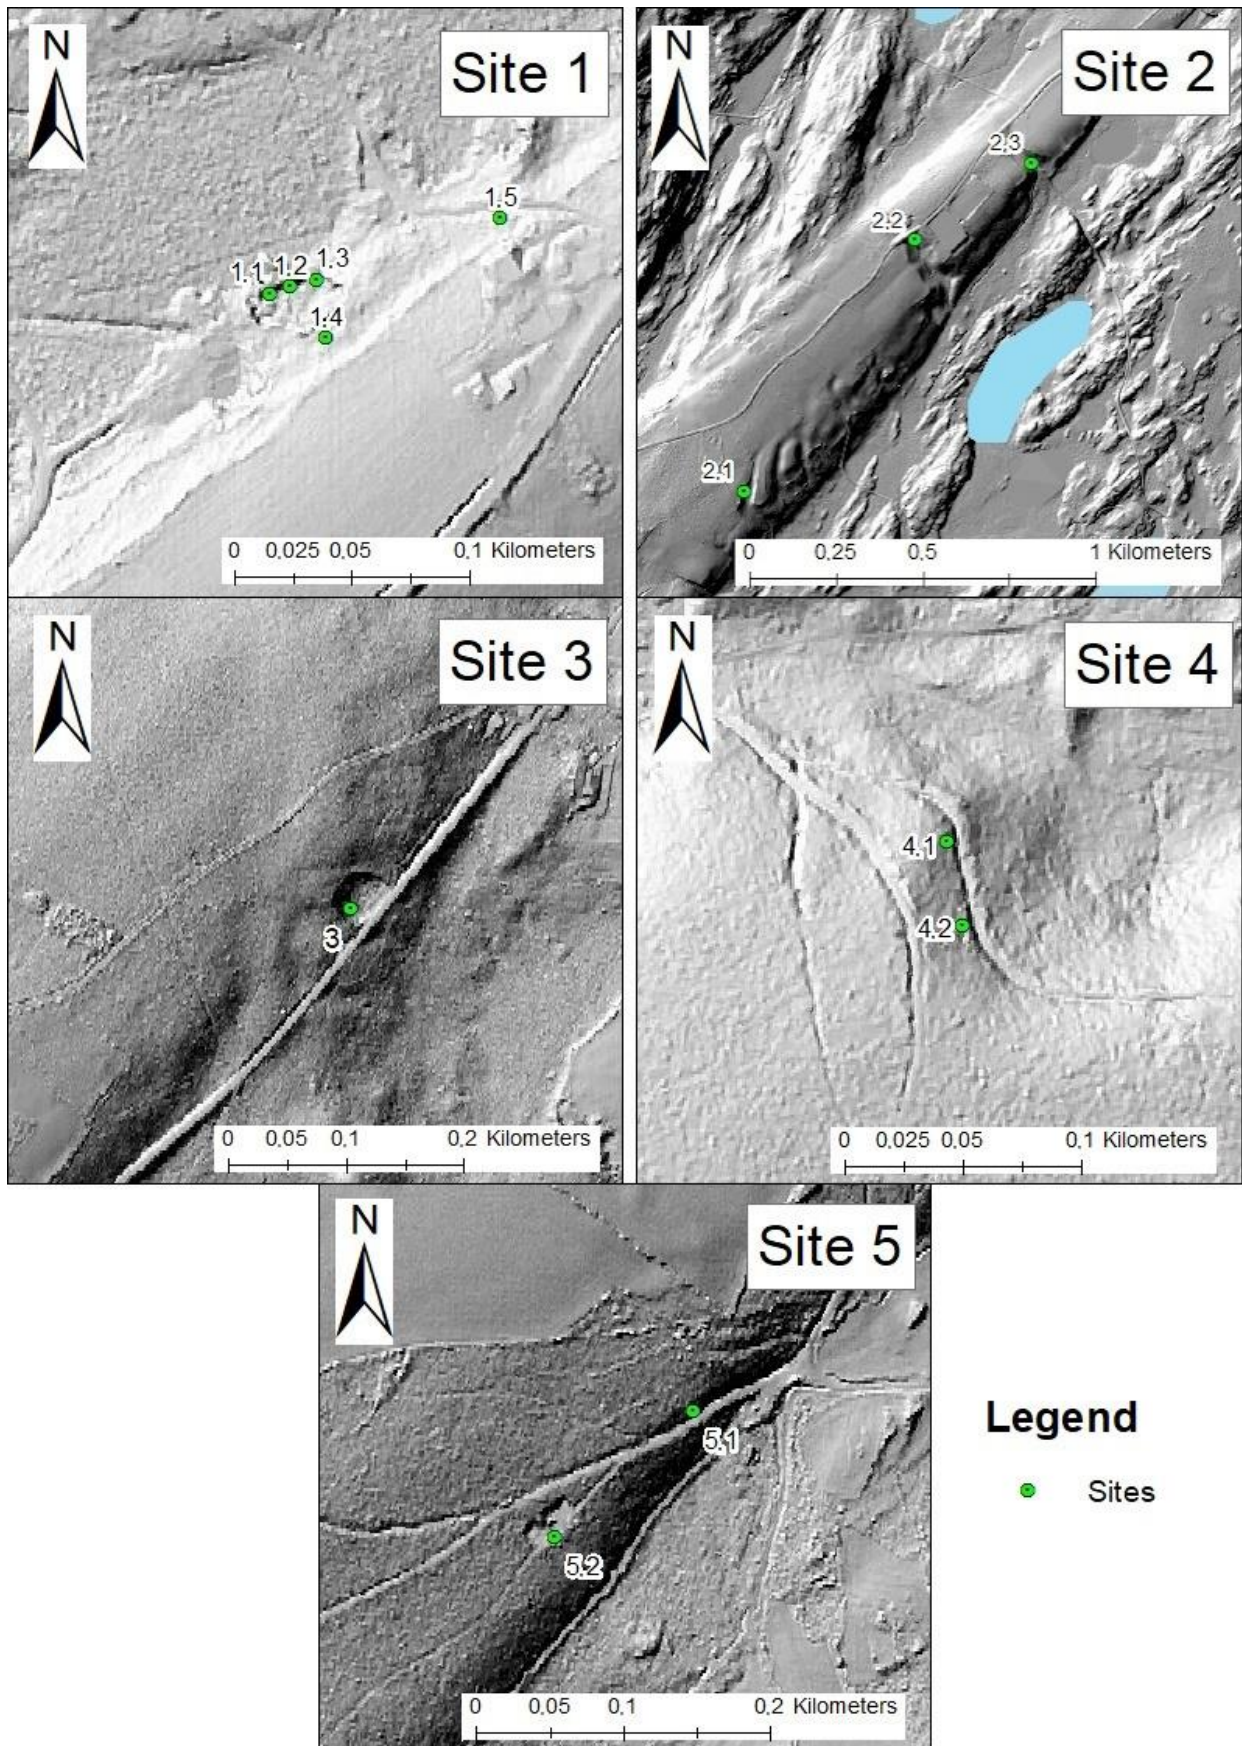 N
Site 1
1.5
1.1 1.2 1.3
1.4
0 0,025 0,05 0,1 Kilometers
N
Site 2
2.3
2.2
2.1
0 0,25 0,5 1 Kilometers
N
Site 3
3
0 0,05 0,1 0,2 Kilometers
N
Site 4
4.1
4.2
0 0,025 0,05 0,1 Kilometers
N
Site 5
5.1
5.2
0 0,05 0,1 0,2 Kilometers
Legend
Sites